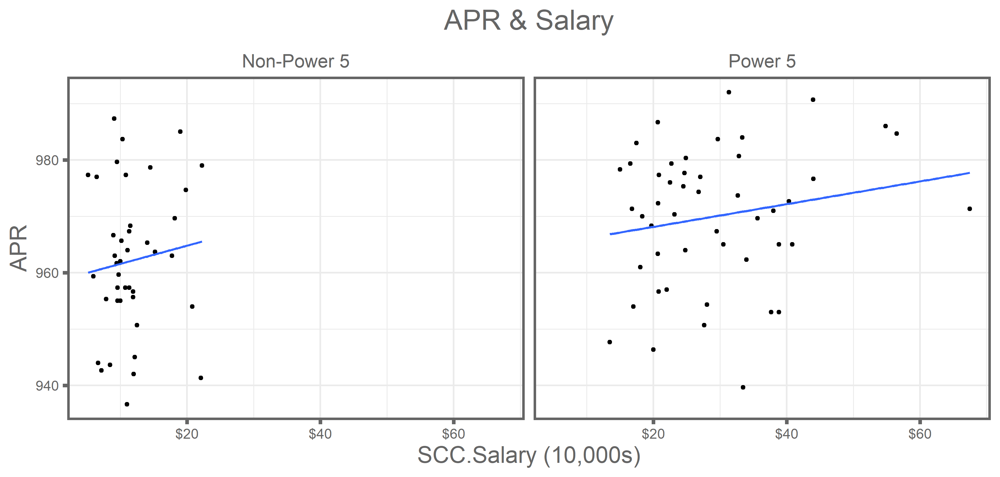 APR & Salary
Non-Power 5
Power 5
APR
980
960
940
$20
$40
$60
$20
$40
$60
SCC.Salary (10,000s)